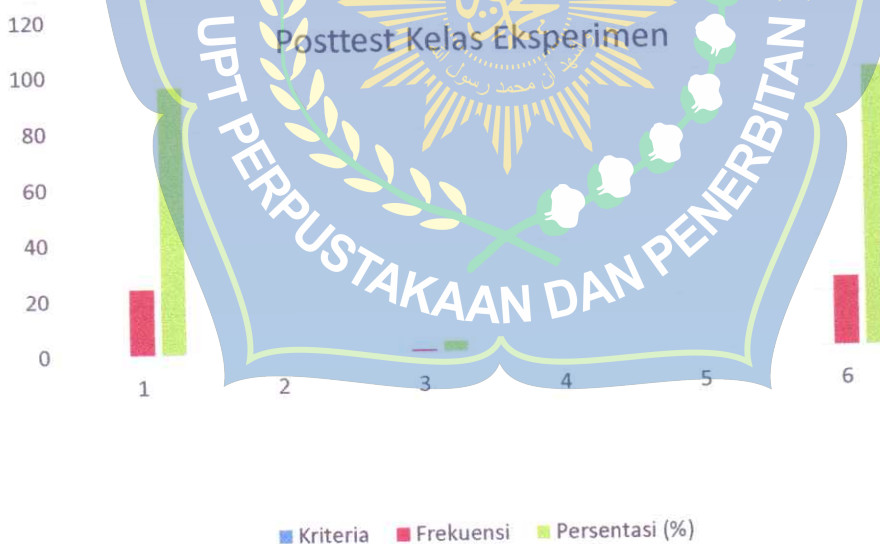 Posttest Kelas Eksperimen
120
100
80
60
40
20
0
1 2 3 4 5 6
Kriteria Frekuensi Persentasi (%)
UPT PERPUSTAKAAN DAN PENERBITAN